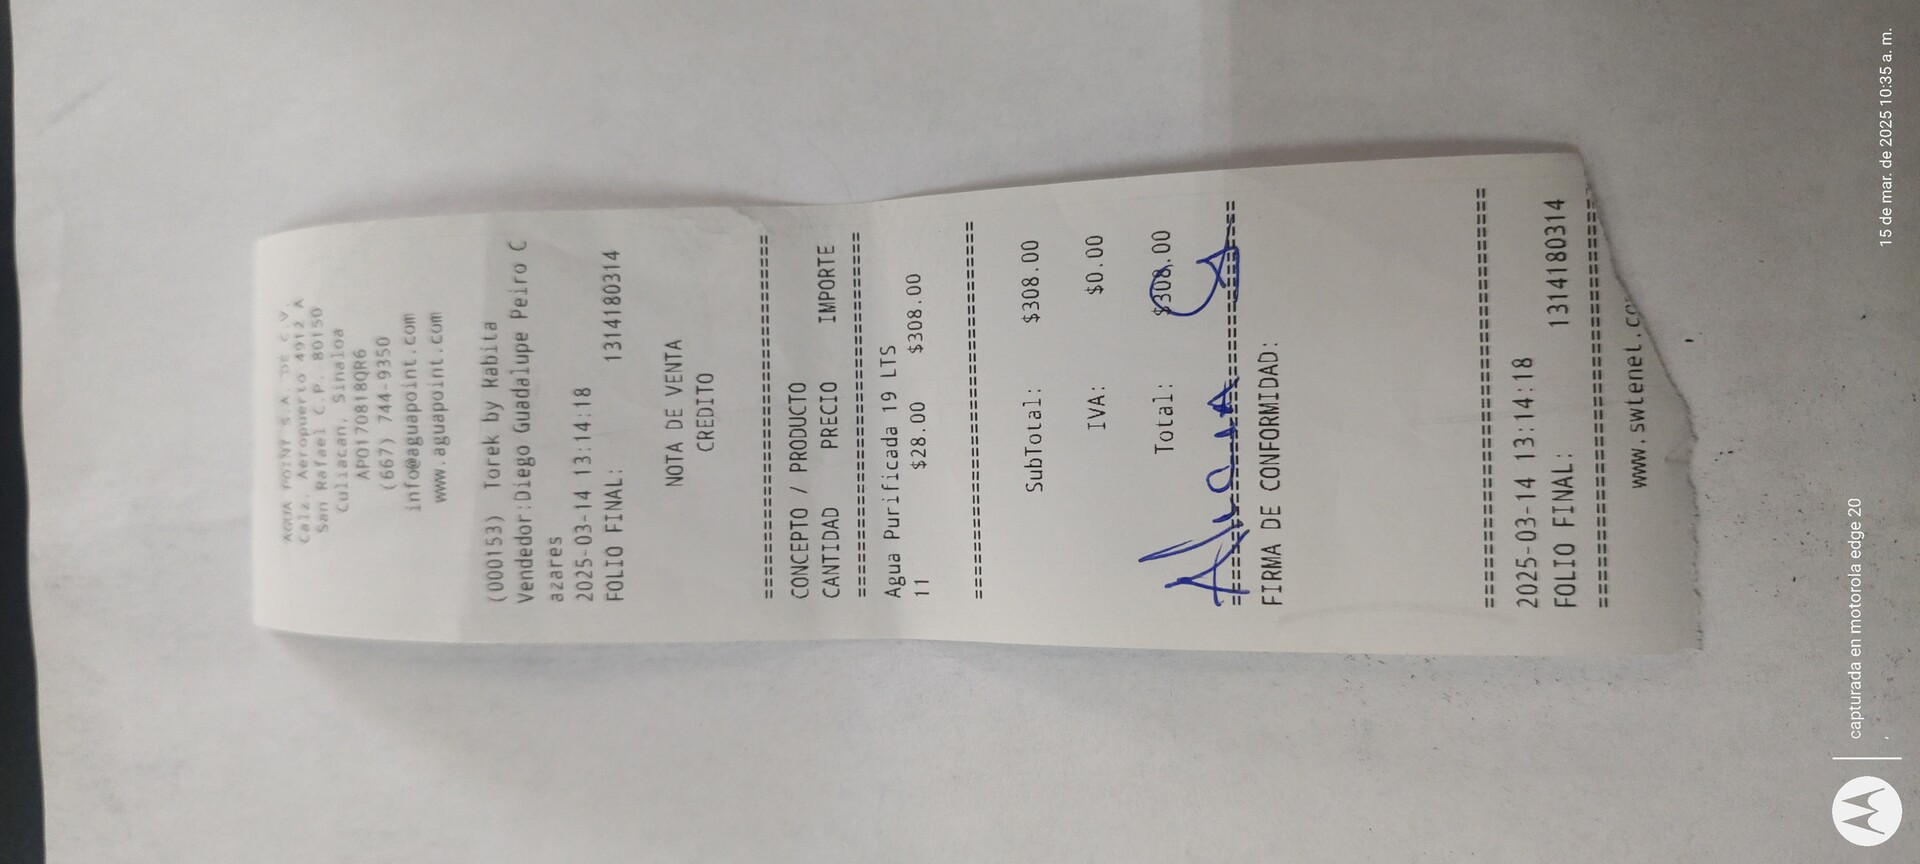 AGUA POINT S.A. DE C.V.
Calz. Aeropuerto 4912 A
San Rafael C.P. 80150
Culiacan, Sinaloa
APO170818QR6
(667) 744-9350
info@aguapoint.com
www.aguapoint.com
(000153) Torek by Rabita
Vendedor:Diego Guadalupe Peiro C
azares
2025-03-14 13:14:18
FOLIO FINAL: 1314180314
NOTA DE VENTA
CREDITO
================================
CONCEPTO / PRODUCTO
CANTIDAD PRECIO IMPORTE
================================
Agua Purificada 19 LTS
11 $28.00 $308.00
================================
SubTotal: $308.00
IVA: $0.00
Total: $308.00
================================
FIRMA DE CONFORMIDAD:
================================
2025-03-14 13:14:18
FOLIO FINAL: 1314180314
================================
www.swtenet.co
capturada en motorola edge 20
15 de mar. de 2025 10:35 a. m.